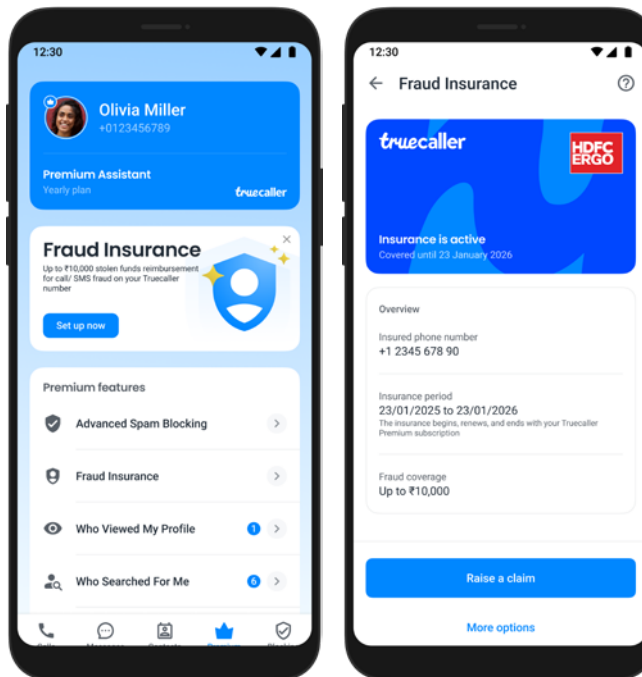 12:30
Olivia Miller
+0123456789
Premium Assistant
Yearly plan
truecaller
Fraud Insurance
Up to ₹10,000 stolen funds reimbursement
for call/ SMS fraud on your Truecaller
number
Set up now
Premium features
Advanced Spam Blocking
Fraud Insurance
Who Viewed My Profile
1
Who Searched For Me
6
12:30
Fraud Insurance
truecaller
HDFC
ERGO
Insurance is active
Covered until 23 January 2026
Overview
Insured phone number
+1 2345 678 90
Insurance period
23/01/2025 to 23/01/2026
The insurance begins, renews, and ends with your Truecaller
Premium subscription
Fraud coverage
Up to ₹10,000
Raise a claim
More options